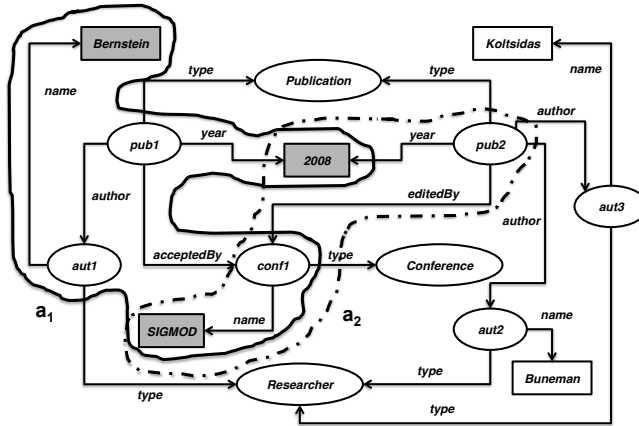 Bernstein
Koltsidas
name
type
Publication
type
name
author
pub1
year
2008
year
pub2
author
editedBy
author
aut3
aut1
acceptedBy
conf1
type
Conference
a1
name
a2
SIGMOD
aut2
name
type
Researcher
type
Buneman
type